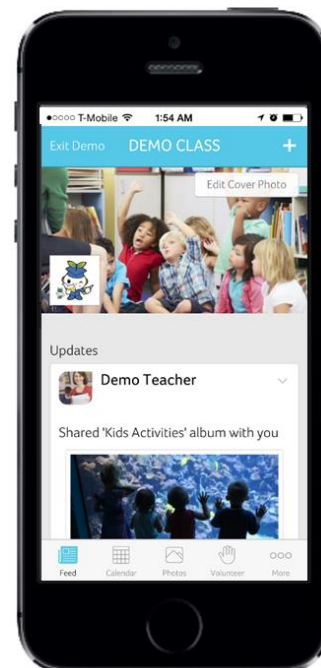 ●○○○○ T-Mobile 1:54 AM
Exit Demo DEMO CLASS +
Edit Cover Photo
Updates
Demo Teacher
Shared 'Kids Activities' album with you
Feed Calendar Photos Volunteer More